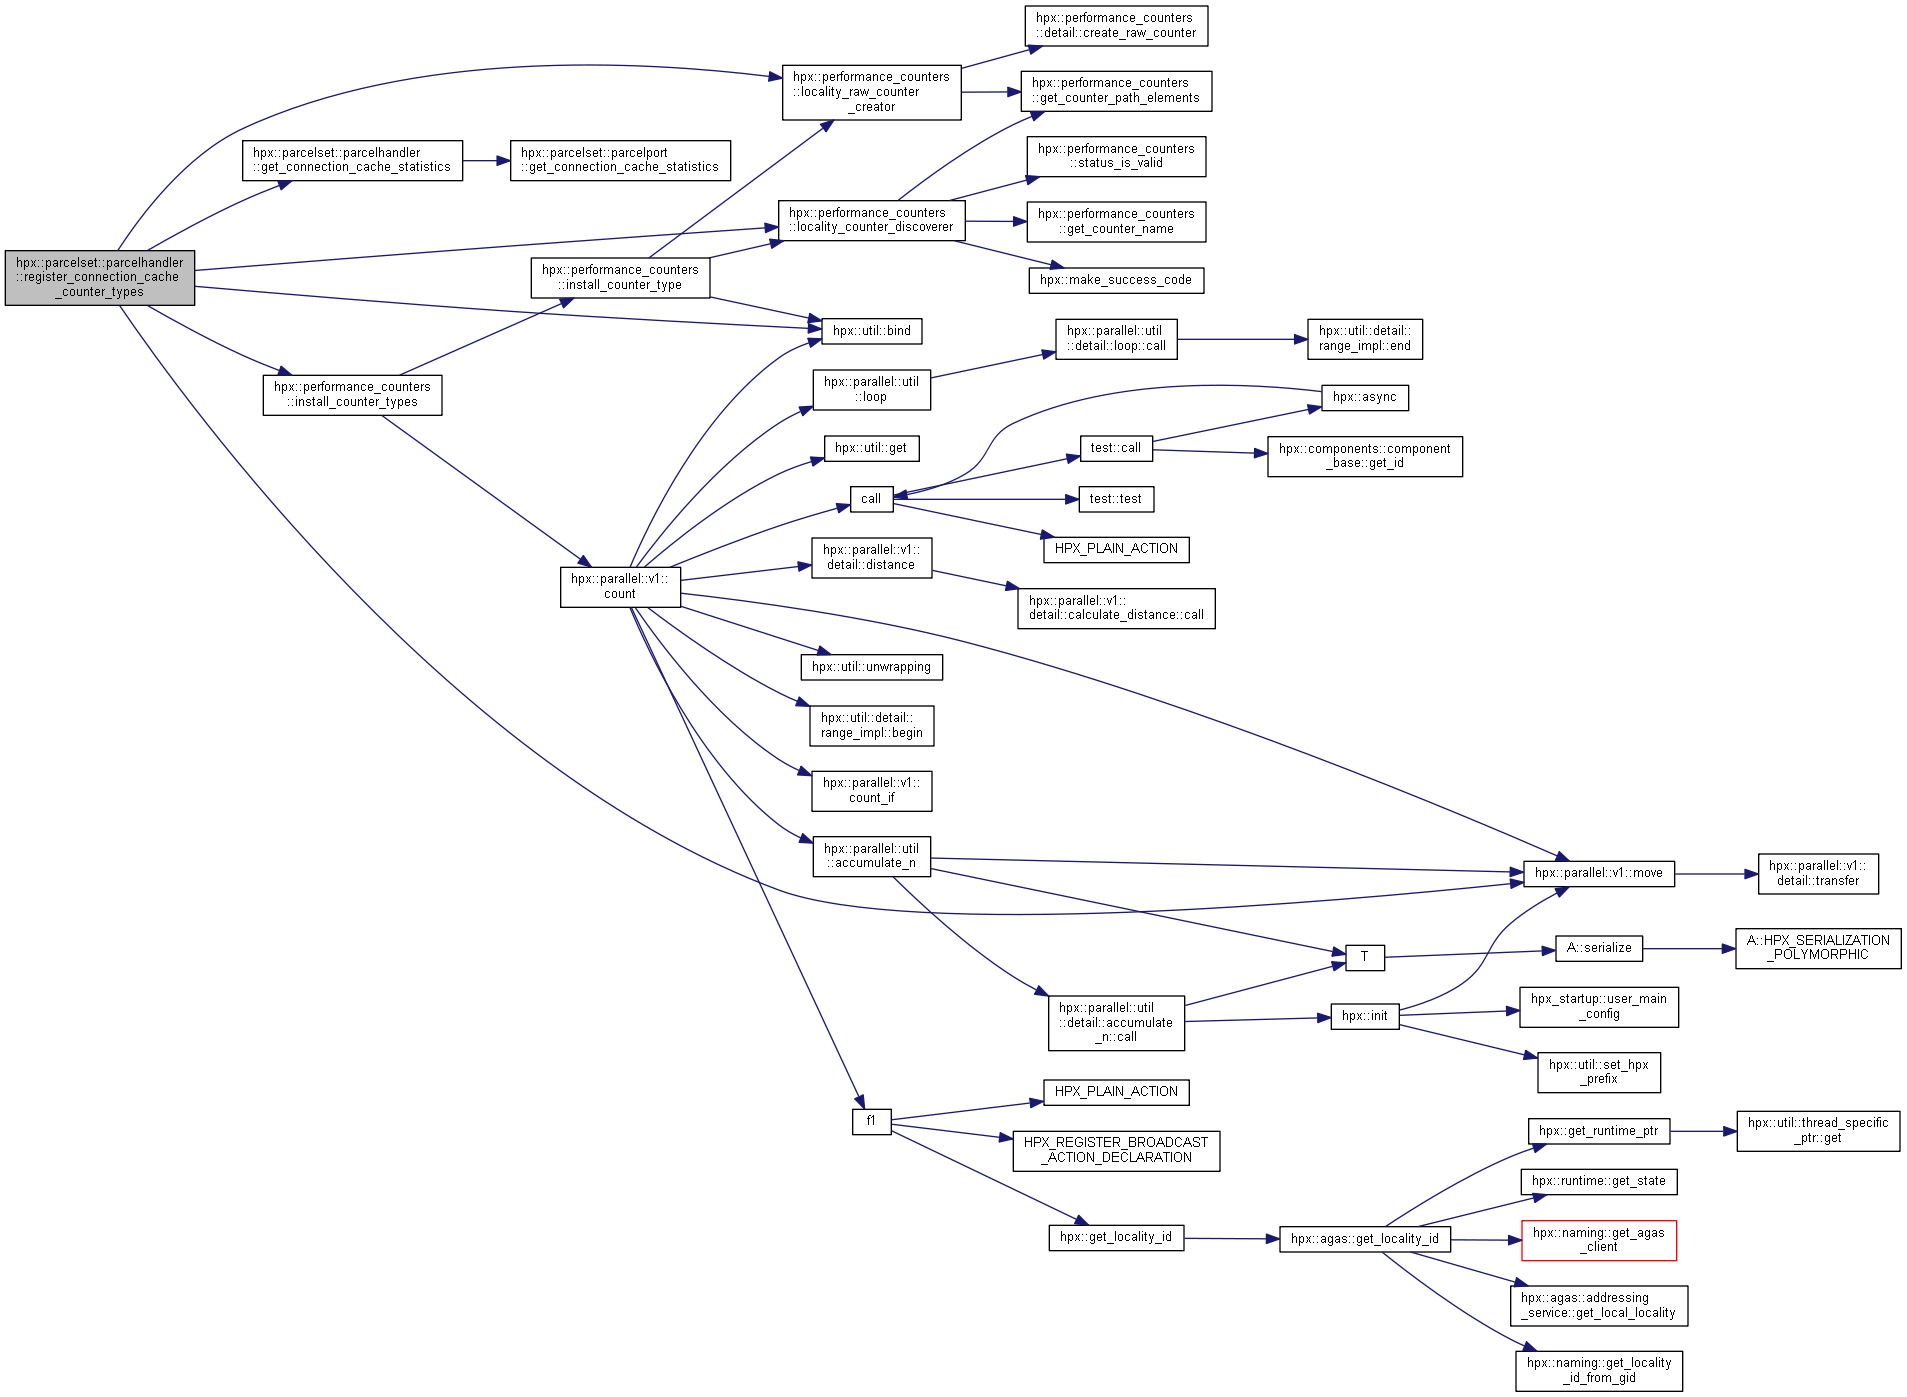 hpx::parcelset::parcelhandler
::register_connection_cache
_counter_types
hpx::parcelset::parcelhandler
::get_connection_cache_statistics
hpx::parcelset::parcelport
::get_connection_cache_statistics
hpx::performance_counters
::install_counter_types
hpx::performance_counters
::install_counter_type
hpx::parallel::v1::
count
hpx::performance_counters
::locality_raw_counter
_creator
hpx::performance_counters
::locality_counter_discoverer
hpx::performance_counters
::detail::create_raw_counter
hpx::performance_counters
::get_counter_path_elements
hpx::performance_counters
::status_is_valid
hpx::performance_counters
::get_counter_name
hpx::make_success_code
hpx::util::bind
hpx::parallel::util
::loop
hpx::parallel::util
::detail::loop::call
hpx::util::detail::
range_impl::end
hpx::util::get
call
test::call
hpx::async
hpx::components::component
_base::get_id
test::test
HPX_PLAIN_ACTION
hpx::parallel::v1::
detail::distance
hpx::parallel::v1::
detail::calculate_distance::call
hpx::util::unwrapping
hpx::util::detail::
range_impl::begin
hpx::parallel::v1::
count_if
hpx::parallel::util
::accumulate_n
hpx::parallel::v1::move
hpx::parallel::v1::
detail::transfer
T
A::serialize
A::HPX_SERIALIZATION
_POLYMORPHIC
hpx::parallel::util
::detail::accumulate
_n::call
hpx::init
hpx_startup::user_main
_config
hpx::util::set_hpx
_prefix
f1
HPX_PLAIN_ACTION
HPX_REGISTER_BROADCAST
_ACTION_DECLARATION
hpx::get_locality_id
hpx::agas::get_locality_id
hpx::get_runtime_ptr
hpx::util::thread_specific
_ptr::get
hpx::runtime::get_state
hpx::naming::get_agas
_client
hpx::agas::addressing
_service::get_local_locality
hpx::naming::get_locality
_id_from_gid